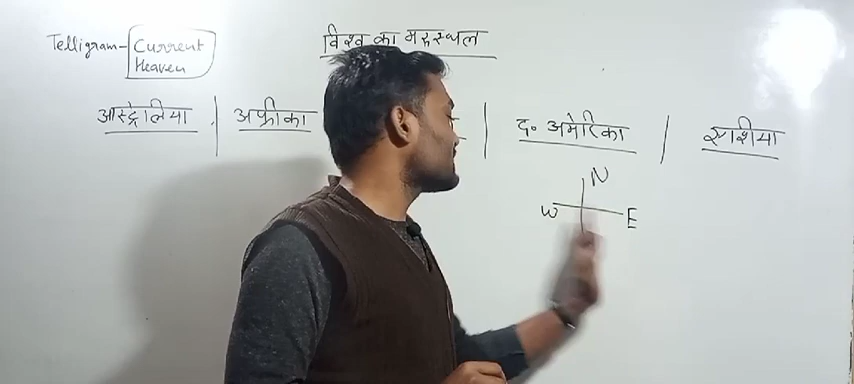 Telligram- Current
Heaven
विश्व का मरुस्थल
आस्ट्रेलिया | अफ्रीका | द० अमेरिका | एशिया
N
W E